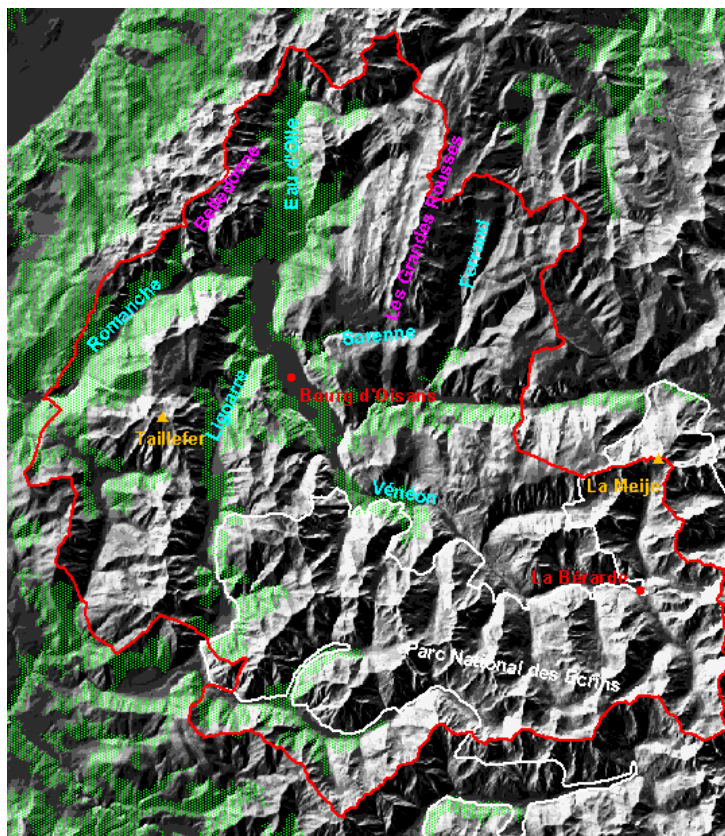 Eau d'Olle
Belledonne
Les Grandes Rousses
Ferrand
Romanche
Sarenne
Lignarre
Bourg d'Oisans
Taillefer
La Meije
Vénéon
La Bérarde
Parc National des Ecrins